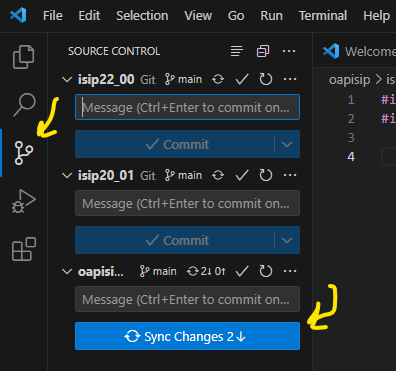 File Edit Selection View Go Run Terminal Help
SOURCE CONTROL
Welcome
isip22_00 Git main
Message (Ctrl+Enter to commit on...
Commit
isip20_01 Git main
Message (Ctrl+Enter to commit on...
Commit
oapisi... main 2↓ 0↑
Message (Ctrl+Enter to commit on...
Sync Changes 2↓
oapisip › is
1 #i
2 #i
3
4